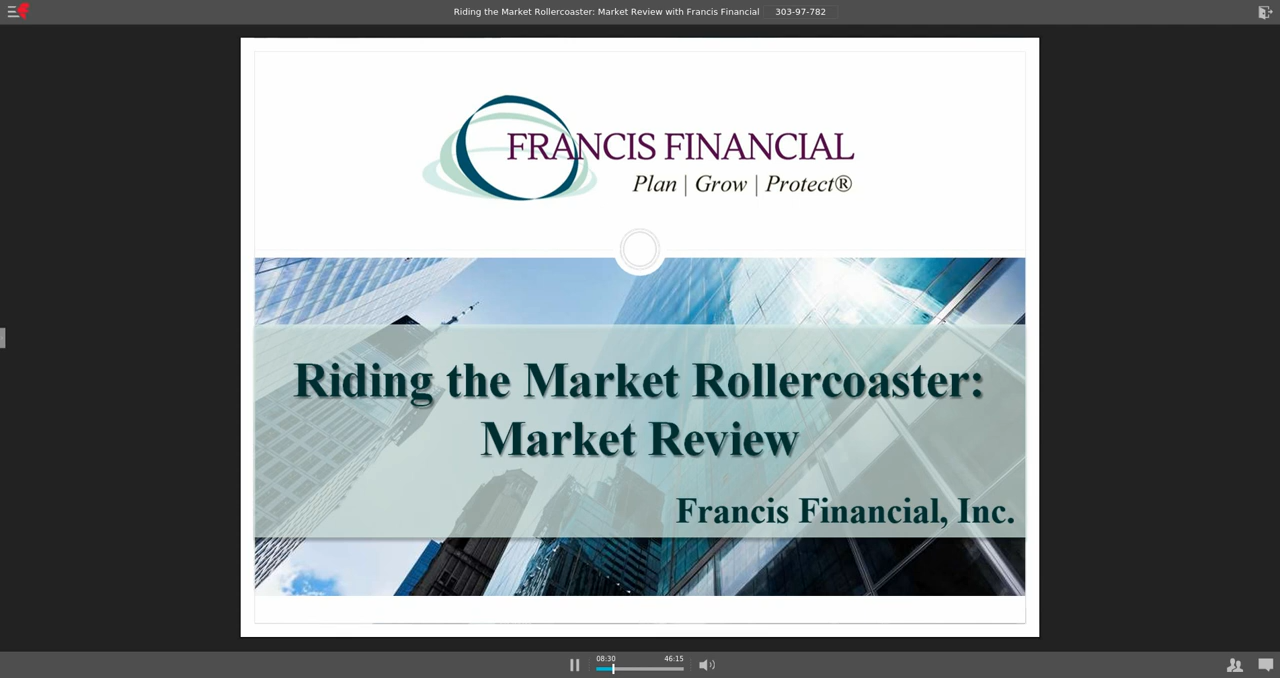 Riding the Market Rollercoaster: Market Review with Francis Financial 303-97-782
FRANCIS FINANCIAL
Plan | Grow | Protect®
Riding the Market Rollercoaster:
Market Review
Francis Financial, Inc.
08:30 46:15